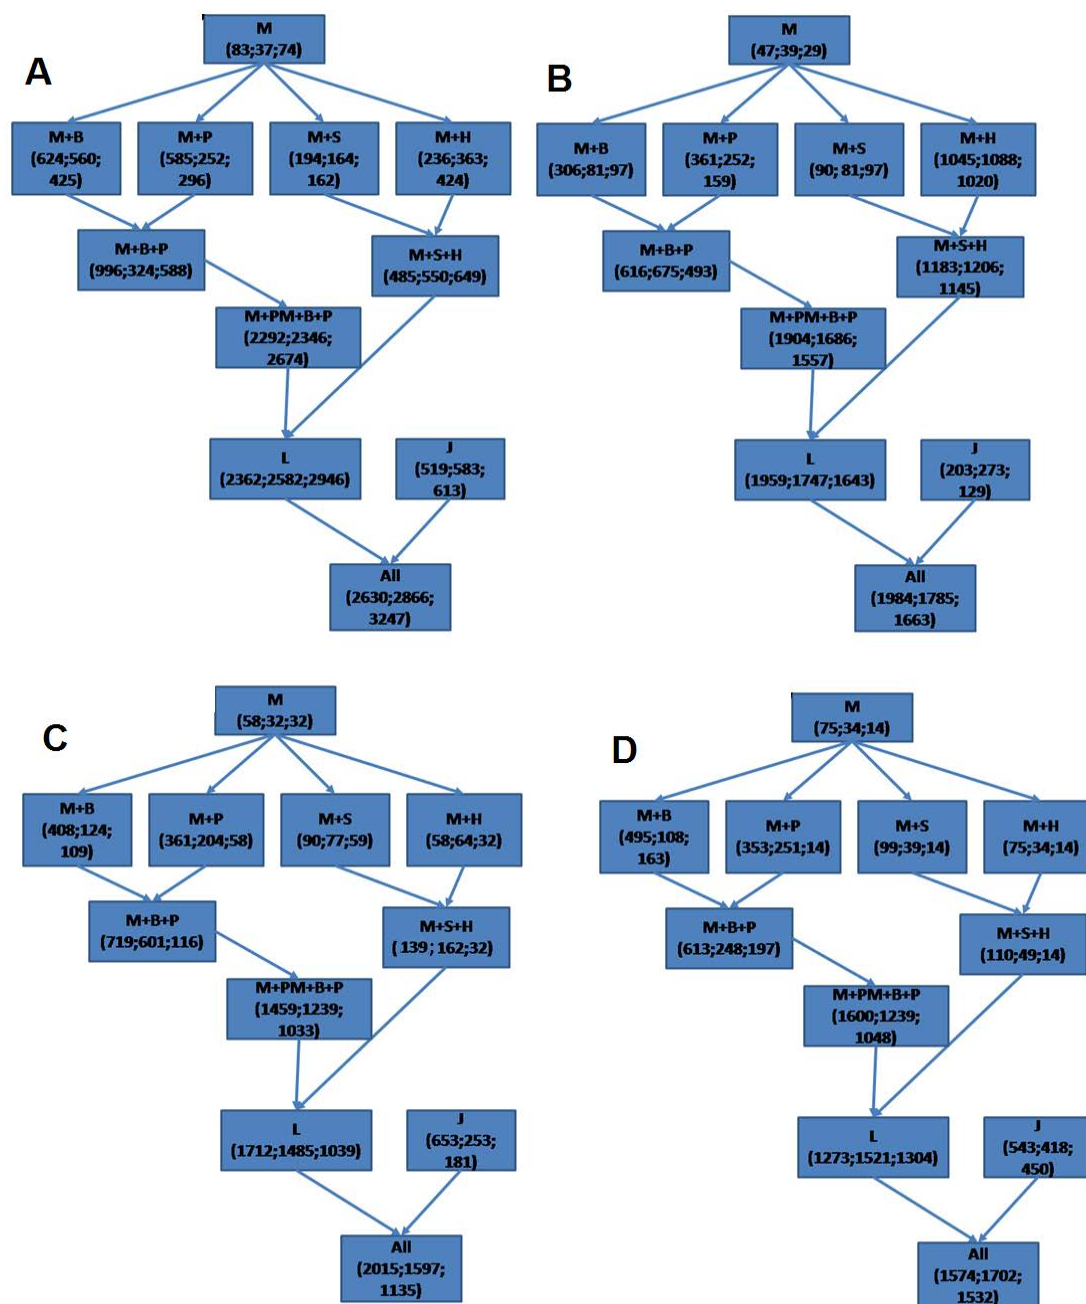 A
M
(83;37;74)
M+B
(624;560;
425)
M+P
(585;252;
296)
M+S
(194;164;
162)
M+H
(236;363;
424)
M+B+P
(996;324;588)
M+S+H
(485;550;649)
M+PM+B+P
(2292;2346;
2674)
L
(2362;2582;2946)
J
(519;583;
613)
All
(2630;2866;
3247)
B
M
(47;39;29)
M+B
(306;81;97)
M+P
(361;252;
159)
M+S
(90; 81;97)
M+H
(1045;1088;
1020)
M+B+P
(616;675;493)
M+S+H
(1183;1206;
1145)
M+PM+B+P
(1904;1686;
1557)
L
(1959;1747;1643)
J
(203;273;
129)
All
(1984;1785;
1663)
C
M
(58;32;32)
M+B
(408;124;
109)
M+P
(361;204;58)
M+S
(90;77;59)
M+H
(58;64;32)
M+B+P
(719;601;116)
M+S+H
(139;162;32)
M+PM+B+P
(1459;1239;
1033)
L
(1712;1485;1039)
J
(653;253;
181)
All
(2015;1597;
1135)
D
M
(75;34;14)
M+B
(495;108;
163)
M+P
(353;251;14)
M+S
(99;39;14)
M+H
(75;34;14)
M+B+P
(613;248;197)
M+S+H
(110;49;14)
M+PM+B+P
(1600;1239;
1048)
L
(1273;1521;1304)
J
(543;418;
450)
All
(1574;1702;
1532)